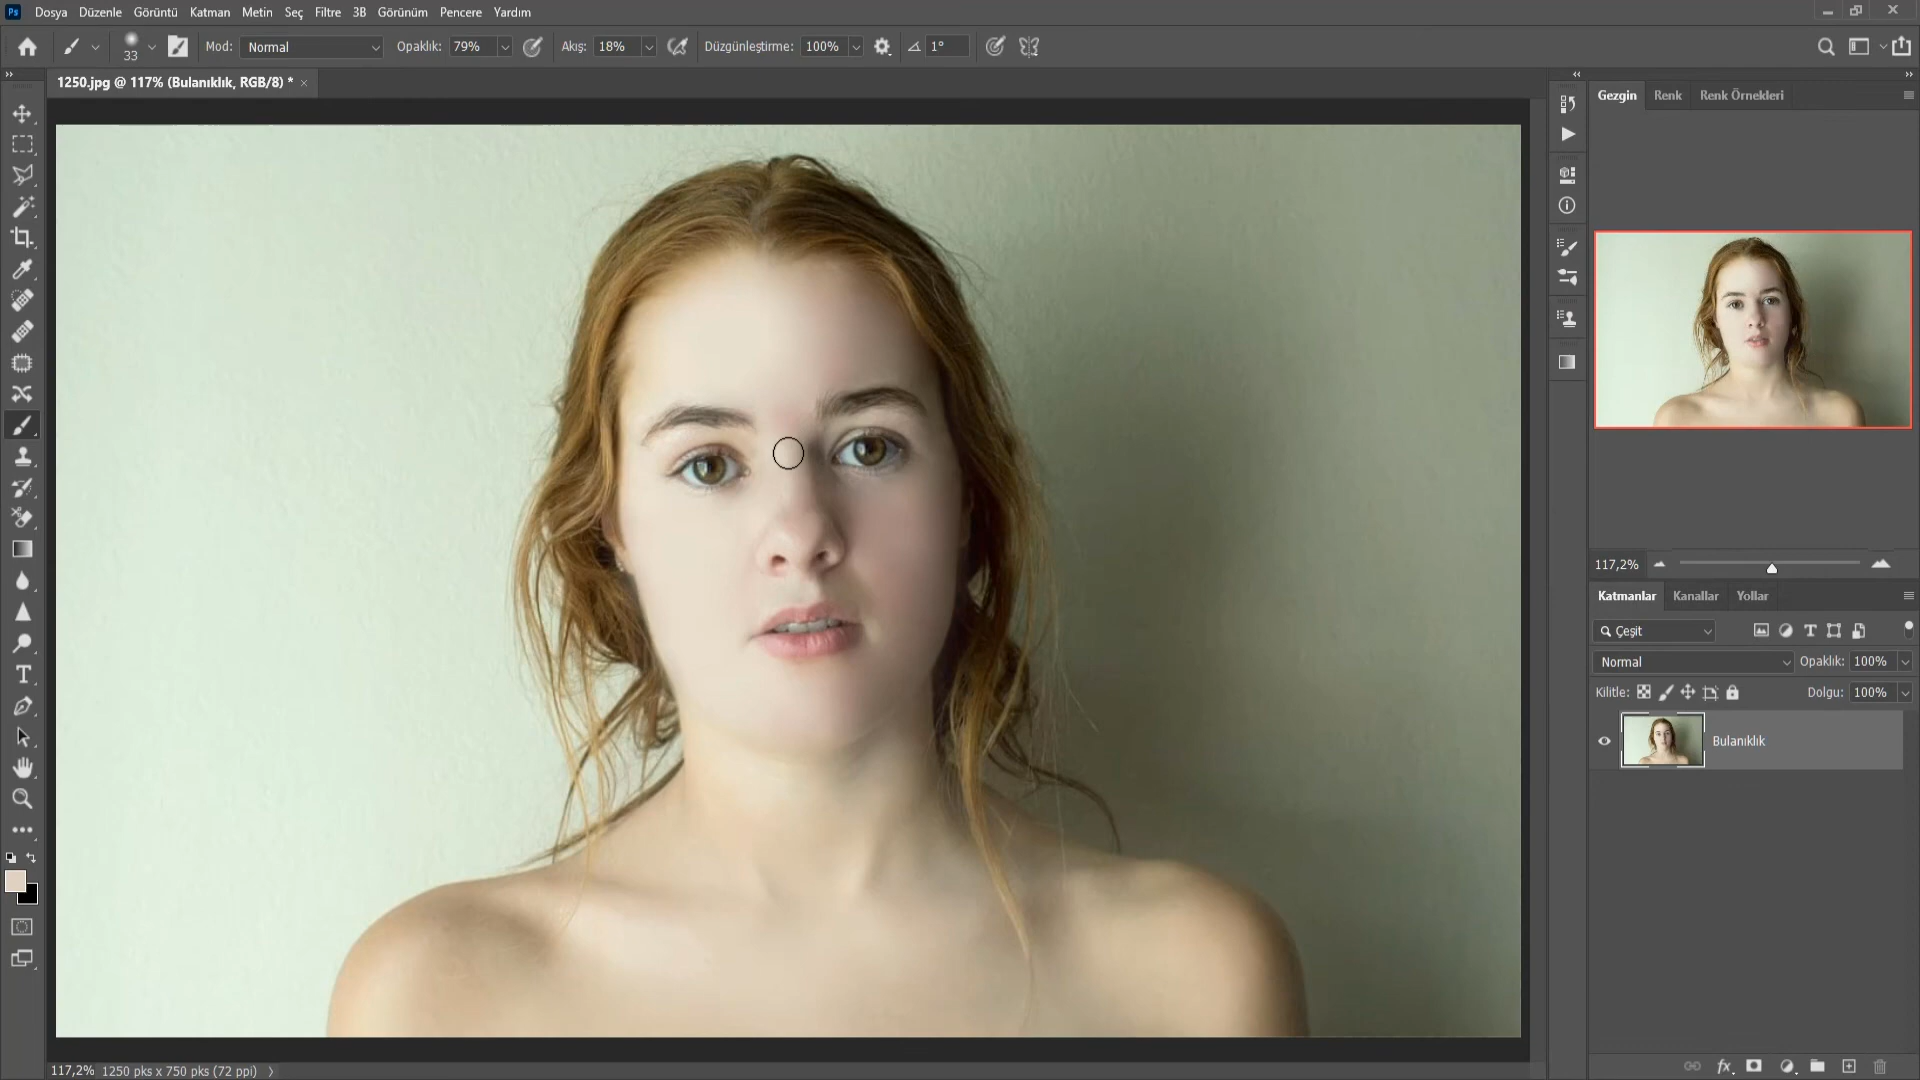 Ps Dosya Düzenle Görüntü Katman Metin Seç Filtre 3B Görünüm Pencere Yardım
33 Mod: Normal Opaklık: 79% Akış: 18% Düzgünleştirme: 100% 1°
1250.jpg @ 117% (Bulanıklık, RGB/8) *
Gezgin Renk Renk Örnekleri
117,2%
Katmanlar Kanallar Yollar
Çeşit
Normal Opaklık: 100%
Kilitle: Dolgu: 100%
Bulanıklık
117,2% 1250 pks x 750 pks (72 ppi)